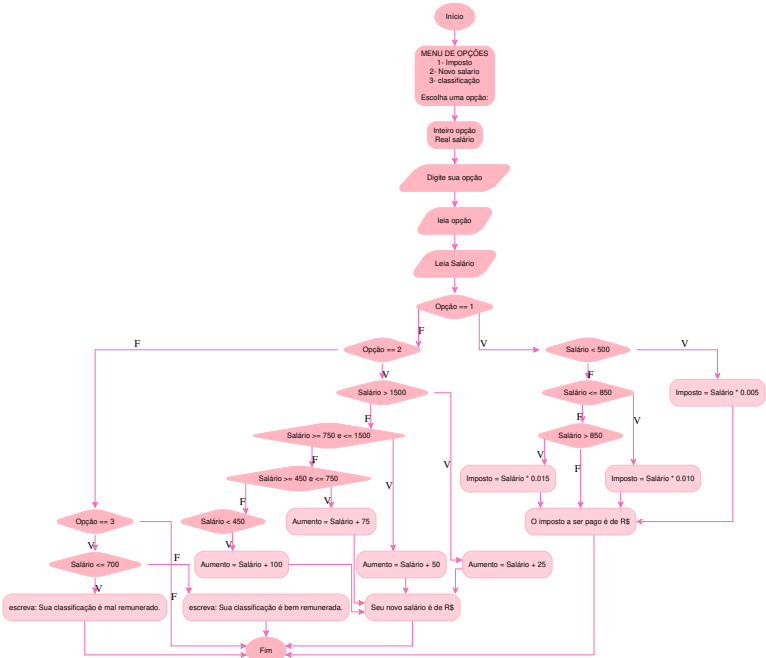 Início
MENU DE OPÇÕES
1- Imposto
2- Novo salario
3- classificação
Escolha uma opção:
Inteiro opção
Real salário
Digite sua opção
leia opção
Leia Salário
Opção == 1
F
V
F
Opção == 2
Salário < 500
V
V
F
Salário > 1500
Salário <= 850
Imposto = Salário * 0.005
F
F
V
Salário >= 750 e <= 1500
Salário > 850
F
V
V
F
Salário >= 450 e <= 750
V
Imposto = Salário * 0.015
Imposto = Salário * 0.010
F
V
Opção == 3
Salário < 450
Aumento = Salário + 75
O imposto a ser pago é de R$
V
V
F
Salário <= 700
Aumento = Salário + 100
Aumento = Salário + 50
Aumento = Salário + 25
V
F
escreva: Sua classificação é mal remunerado.
escreva: Sua classificação é bem remunerada.
Seu novo salário é de R$
Fim